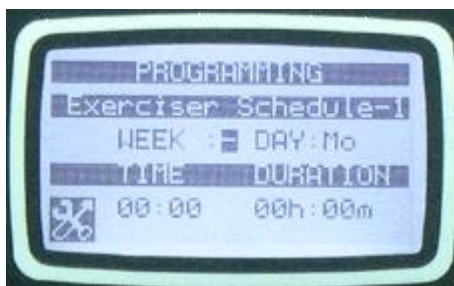 PROGRAMMING
Exerciser Schedule-1
WEEK :- DAY:Mo
TIME DURATION
00:00 00h:00m